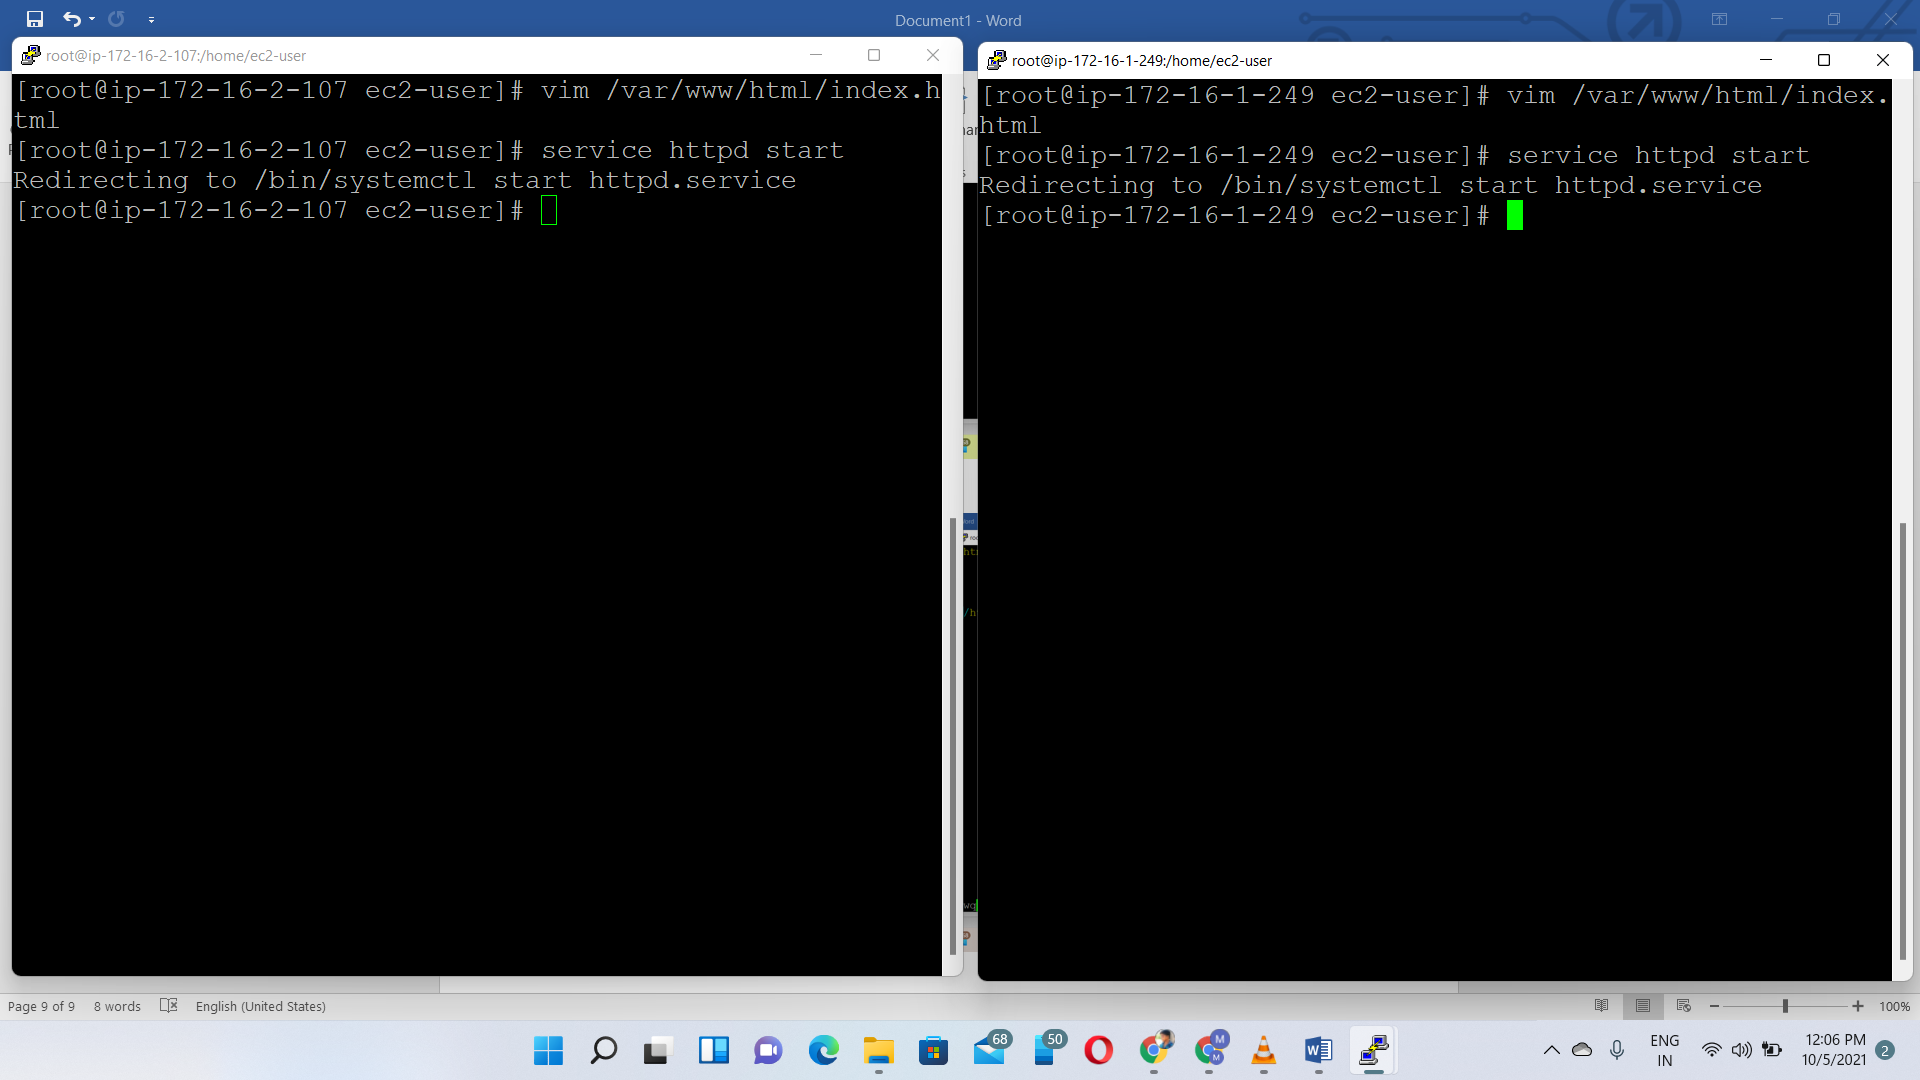 Document1 - Word
root@ip-172-16-2-107:/home/ec2-user
[root@ip-172-16-2-107 ec2-user]# vim /var/www/html/index.h
tml
[root@ip-172-16-2-107 ec2-user]# service httpd start
Redirecting to /bin/systemctl start httpd.service
[root@ip-172-16-2-107 ec2-user]#
root@ip-172-16-1-249:/home/ec2-user
[root@ip-172-16-1-249 ec2-user]# vim /var/www/html/index.
html
[root@ip-172-16-1-249 ec2-user]# service httpd start
Redirecting to /bin/systemctl start httpd.service
[root@ip-172-16-1-249 ec2-user]#
Page 9 of 9 8 words English (United States) 100%
68 50 M M
ENG
IN
12:06 PM
10/5/2021
2